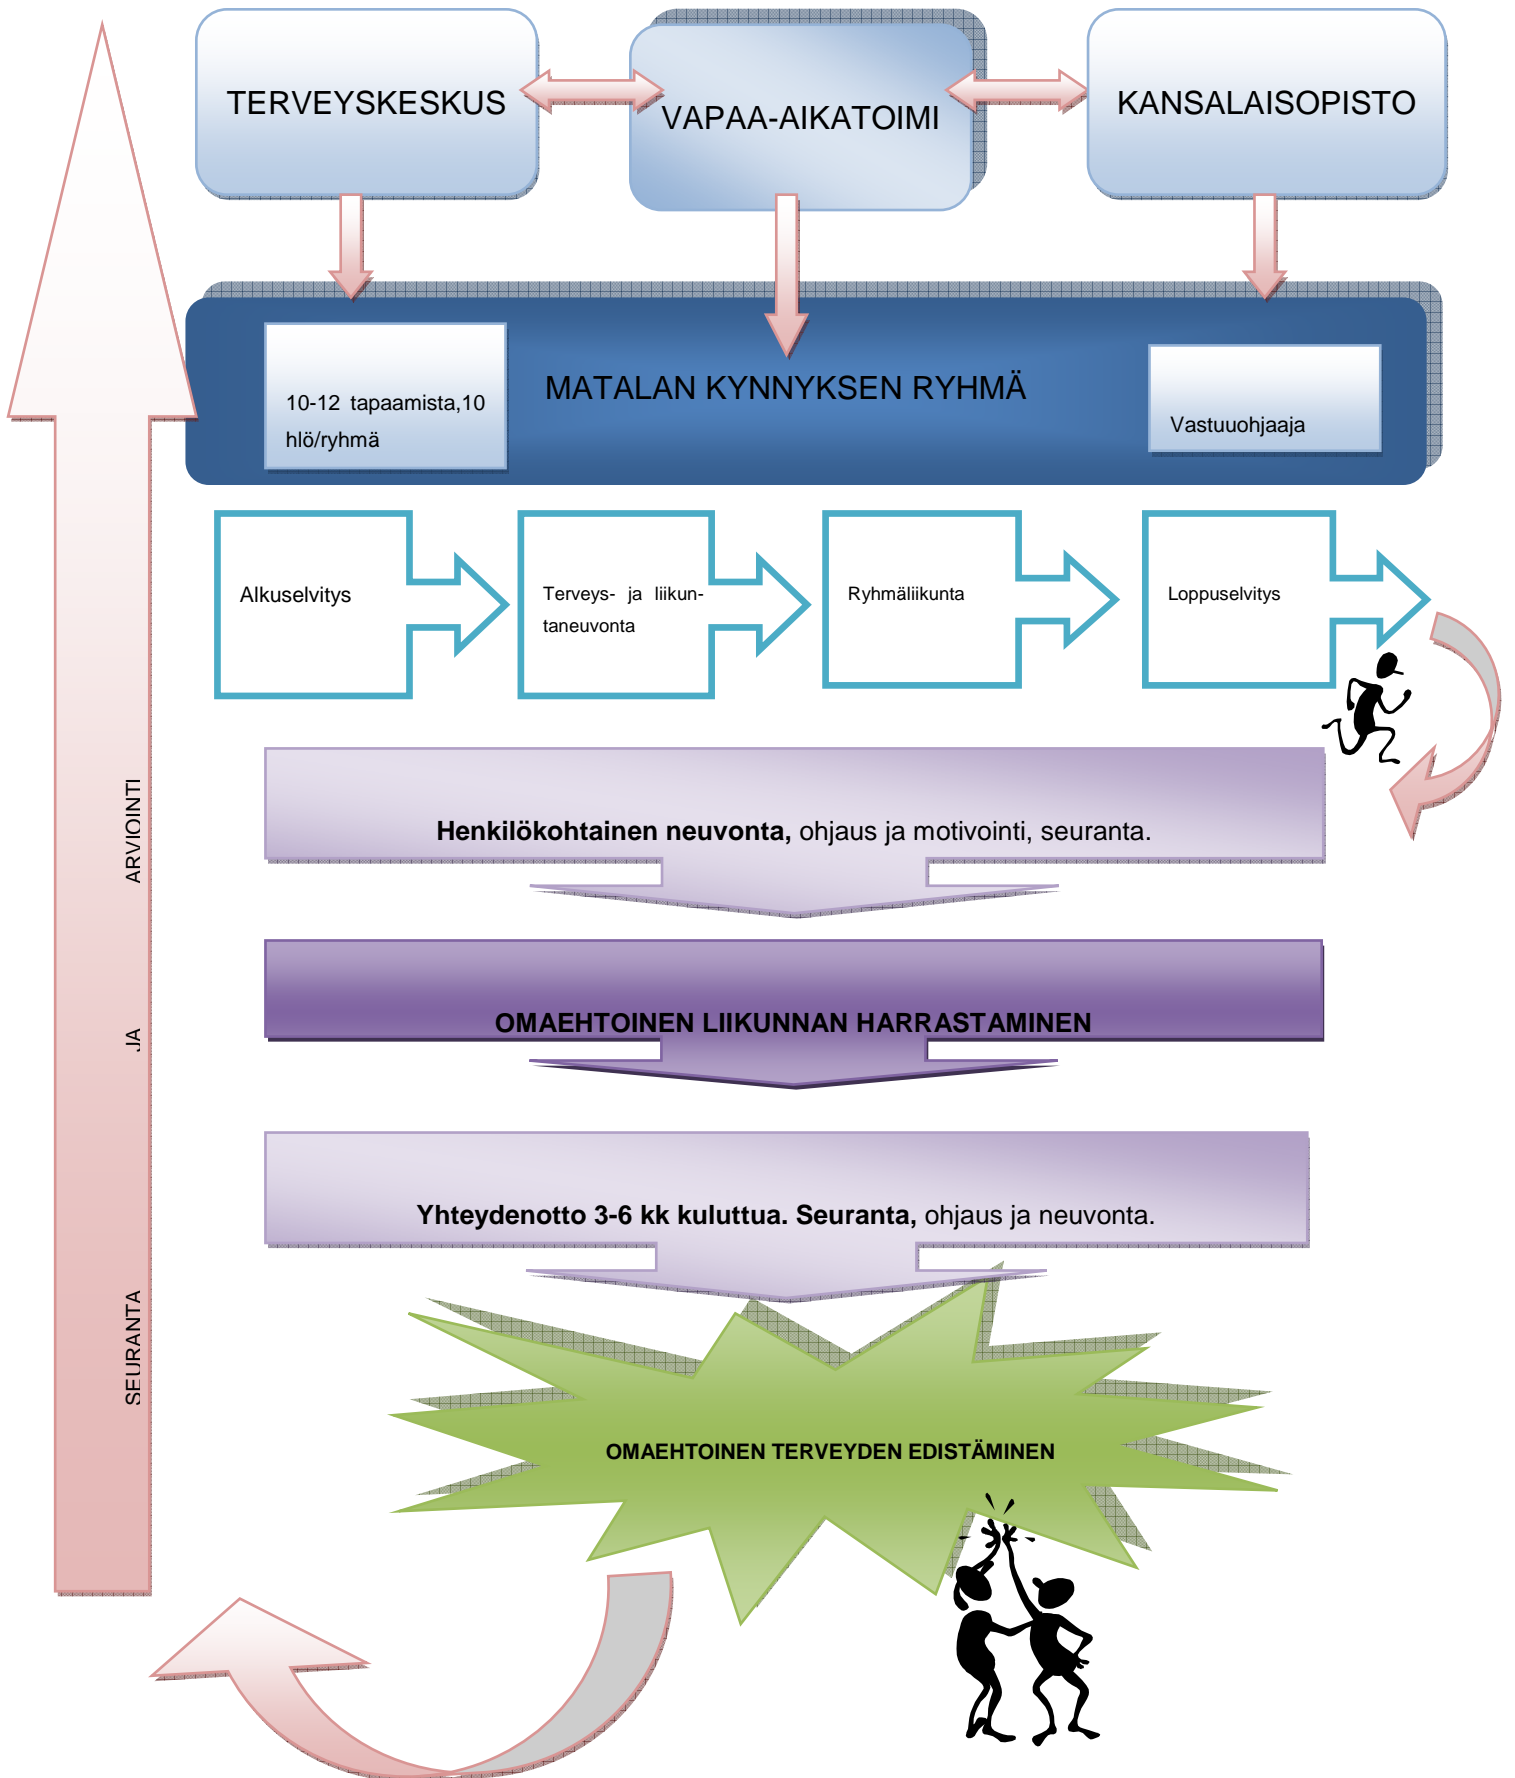 TERVEYSKESKUS
VAPAA-AIKATOIMI
KANSALAISOPISTO
10-12 tapaamista,10
hlö/ryhmä
MATALAN KYNNYKSEN RYHMÄ
Vastuuohjaaja
Alkuselvitys
Terveys- ja liikun-
taneuvonta
Ryhmäliikunta
Loppuselvitys
Henkilökohtainen neuvonta, ohjaus ja motivointi, seuranta.
OMAEHTOINEN LIIKUNNAN HARRASTAMINEN
Yhteydenotto 3-6 kk kuluttua. Seuranta, ohjaus ja neuvonta.
OMAEHTOINEN TERVEYDEN EDISTÄMINEN
SEURANTA JA ARVIOINTI